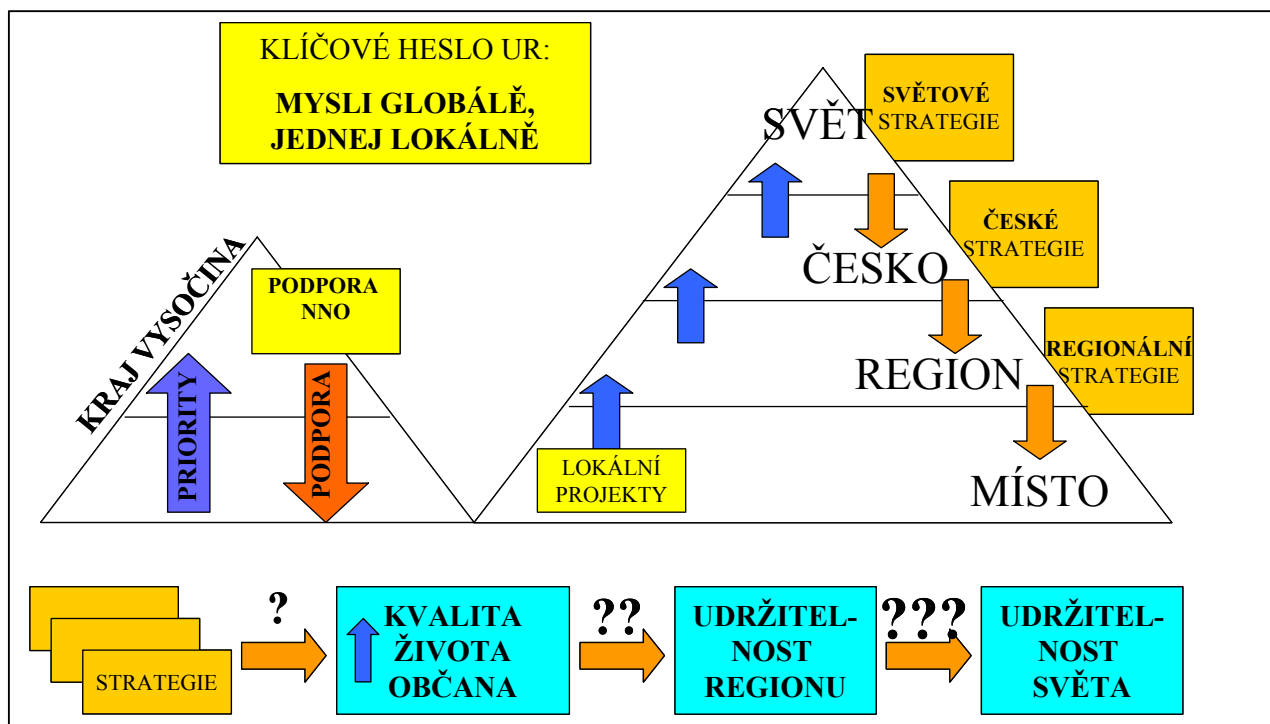 KLÍČOVÉ HESLO UR:
MYSLI GLOBÁLĚ,
JEDNEJ LOKÁLNĚ
SVĚT
SVĚTOVÉ
STRATEGIE
ČESKO
ČESKÉ
STRATEGIE
REGION
REGIONÁLNÍ
STRATEGIE
MÍSTO
LOKÁLNÍ
PROJEKTY
KRAJ VYSOČINA
PODPORA
NNO
PRIORITY
PODPORA
STRATEGIE
?
KVALITA
ŽIVOTA
OBČANA
??
UDRŽITEL-
NOST
REGIONU
???
UDRŽITEL-
NOST
SVĚTA